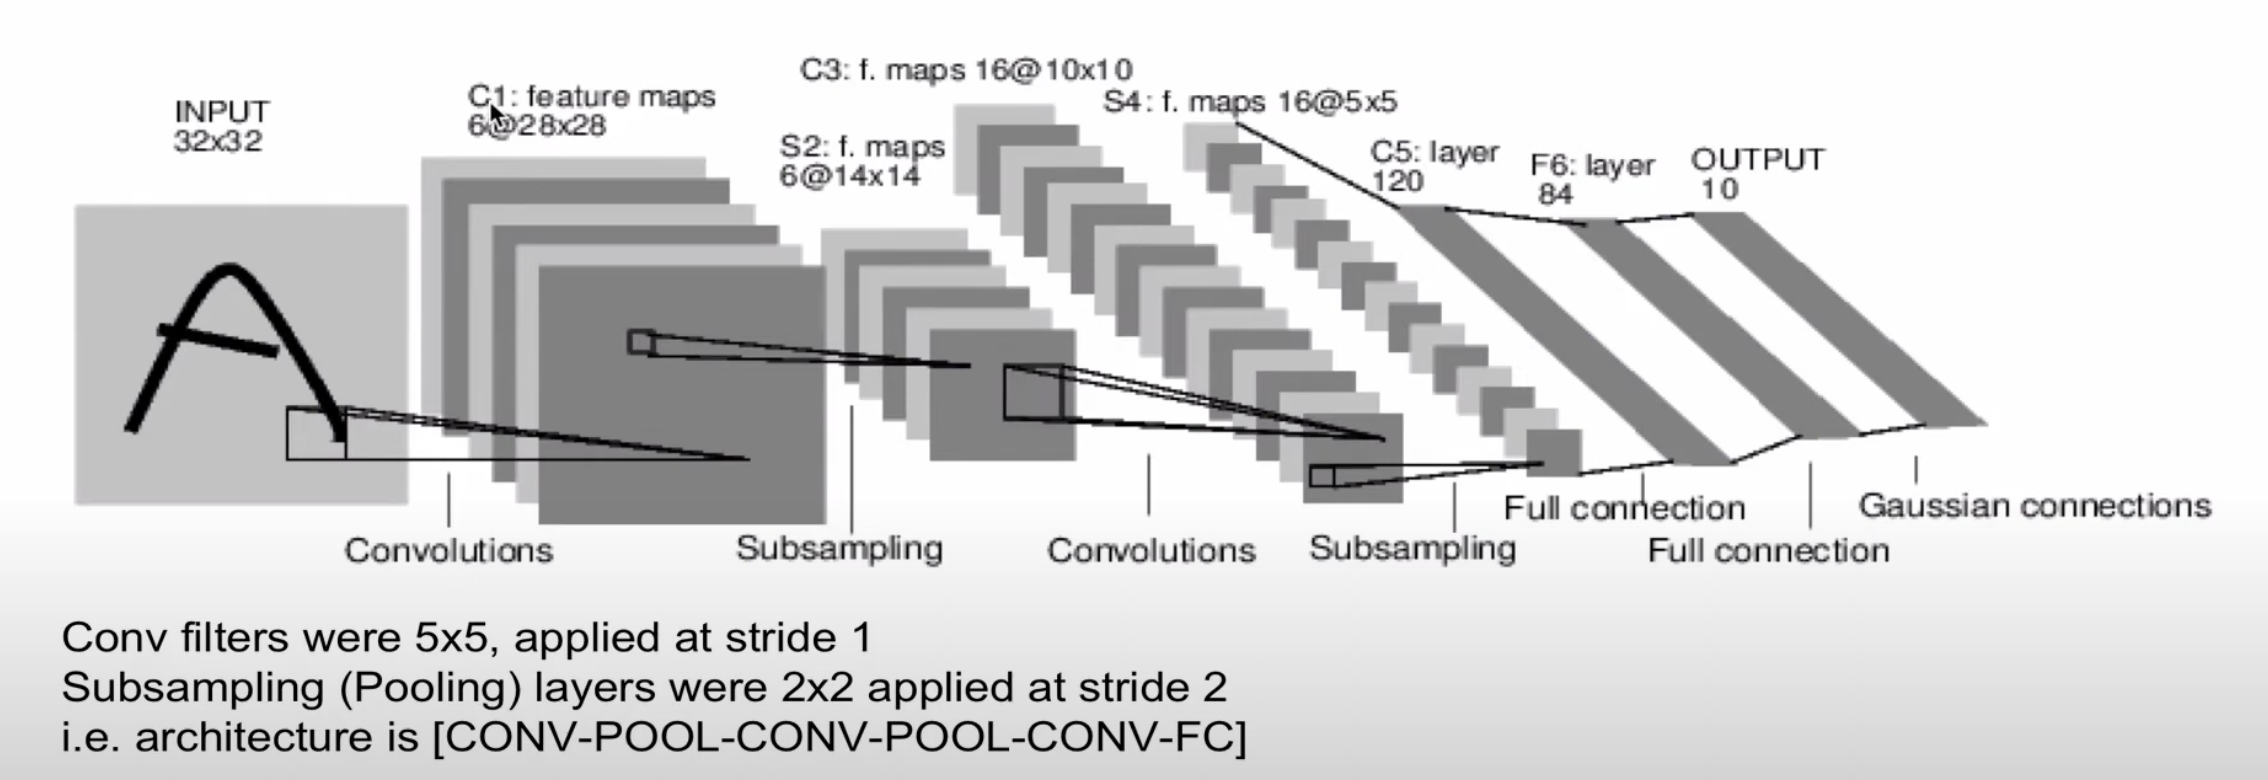 INPUT
32x32
C1: feature maps
6@28x28
S2: f. maps
6@14x14
C3: f. maps 16@10x10
S4: f. maps 16@5x5
C5: layer
120
F6: layer
84
OUTPUT
10
Convolutions
Subsampling
Convolutions
Subsampling
Full connection
Full connection
Gaussian connections
Conv filters were 5x5, applied at stride 1
Subsampling (Pooling) layers were 2x2 applied at stride 2
i.e. architecture is [CONV-POOL-CONV-POOL-CONV-FC]